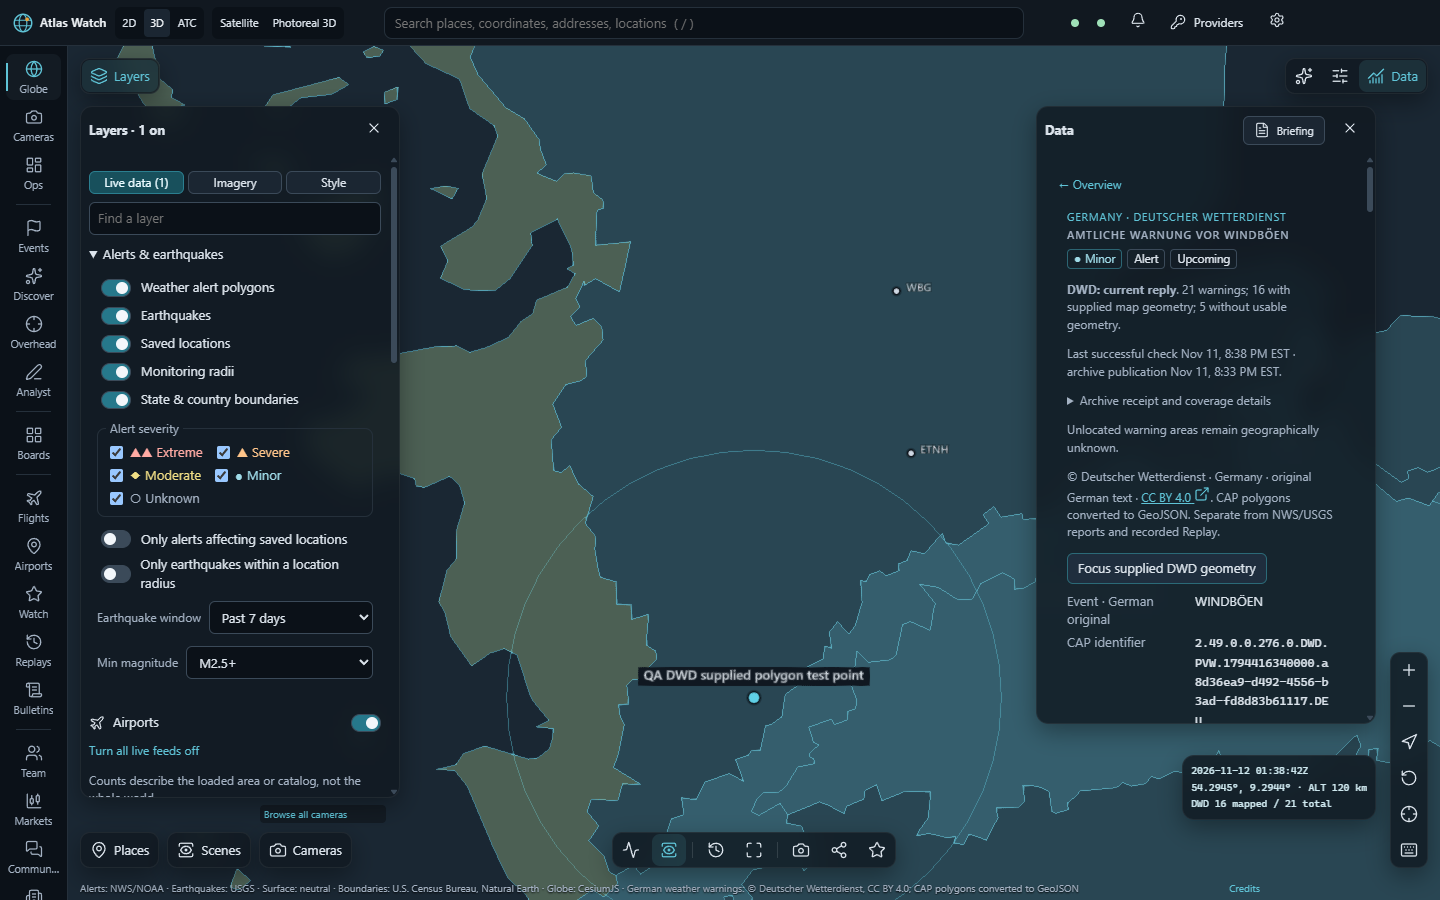 Atlas Watch
2D 3D ATC
Satellite Photoreal 3D
Search places, coordinates, addresses, locations ( / )
Providers
Globe
Cameras
Ops
Events
Discover
Overhead
Analyst
Boards
Flights
Airports
Watch
Replays
Bulletins
Team
Markets
Commun...
Layers
Layers · 1 on
Live data (1) Imagery Style
Find a layer
▼ Alerts & earthquakes
Weather alert polygons
Earthquakes
Saved locations
Monitoring radii
State & country boundaries
Alert severity
Extreme Severe
Moderate Minor
Unknown
Only alerts affecting saved locations
Only earthquakes within a location
radius
Earthquake window Past 7 days
Min magnitude M2.5+
Airports
Turn all live feeds off
Counts describe the loaded area or catalog, not the
whole world
Browse all cameras
Places Scenes Cameras
WBG
ETNH
QA DWD supplied polygon test point
Data
Data
Briefing
← Overview
GERMANY · DEUTSCHER WETTERDIENST
AMTLICHE WARNUNG VOR WINDBÖEN
Minor Alert Upcoming
DWD: current reply. 21 warnings; 16 with
supplied map geometry; 5 without usable
geometry.
Last successful check Nov 11, 8:38 PM EST ·
archive publication Nov 11, 8:33 PM EST.
▶ Archive receipt and coverage details
Unlocated warning areas remain geographically
unknown.
© Deutscher Wetterdienst · Germany · original
German text · CC BY 4.0 . CAP polygons
converted to GeoJSON. Separate from NWS/USGS
reports and recorded Replay.
Focus supplied DWD geometry
Event · German WINDBÖEN
original
CAP identifier 2.49.0.0.276.0.DWD.
PVW.1794416340000.a
8d36ea9-d492-4556-b
3ad-fd8d83b61117.DE
U
2026-11-12 01:38:42Z
54.2945°, 9.2944° · ALT 120 km
DWD 16 mapped / 21 total
Alerts: NWS/NOAA · Earthquakes: USGS · Surface: neutral · Boundaries: U.S. Census Bureau, Natural Earth · Globe: CesiumJS · German weather warnings: © Deutscher Wetterdienst, CC BY 4.0; CAP polygons converted to GeoJSON
Credits